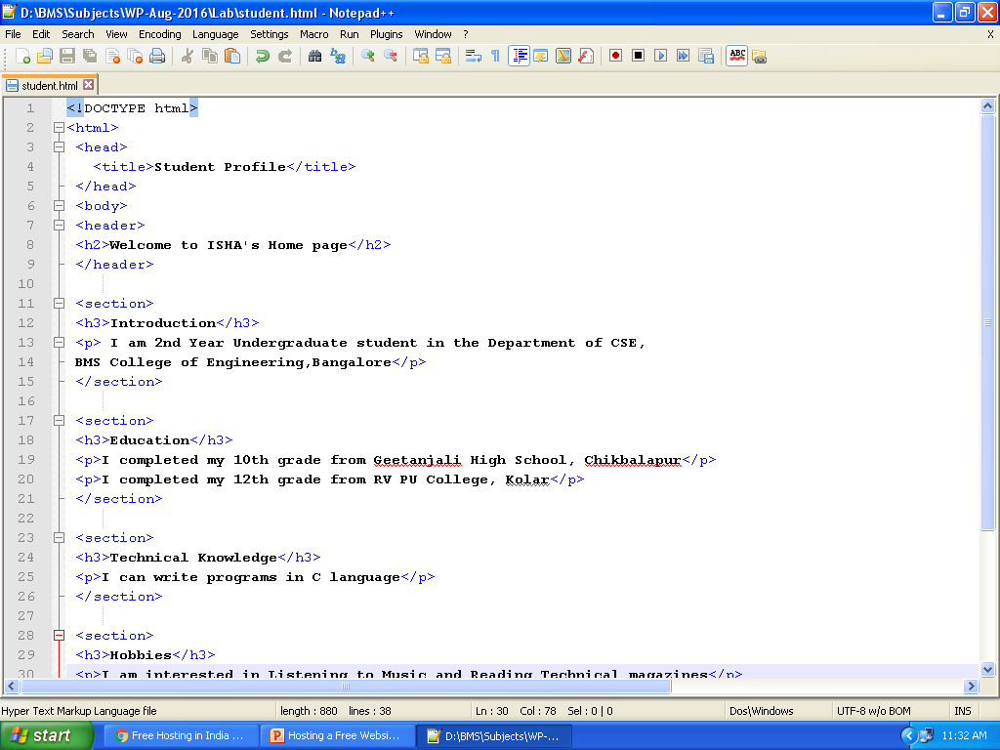 D:\BMS\Subjects\WP-Aug-2016\Lab\student.html - Notepad++
File Edit Search View Encoding Language Settings Macro Run Plugins Window ? X
ABC
student.html
1 <!DOCTYPE html>
2 <html>
3 <head>
4 <title>Student Profile</title>
5 </head>
6 <body>
7 <header>
8 <h2>Welcome to ISHA's Home page</h2>
9 </header>
10
11 <section>
12 <h3>Introduction</h3>
13 <p> I am 2nd Year Undergraduate student in the Department of CSE,
14 BMS College of Engineering,Bangalore</p>
15 </section>
16
17 <section>
18 <h3>Education</h3>
19 <p>I completed my 10th grade from Geetanjali High School, Chikbalapur</p>
20 <p>I completed my 12th grade from RV PU College, Kolar</p>
21 </section>
22
23 <section>
24 <h3>Technical Knowledge</h3>
25 <p>I can write programs in C language</p>
26 </section>
27
28 <section>
29 <h3>Hobbies</h3>
30 <p>I am interested in Listening to Music and Reading Technical magazines</p>
Hyper Text Markup Language file length : 880 lines : 38 Ln : 30 Col : 78 Sel : 0 | 0 Dos\Windows UTF-8 w/o BOM INS
start Free Hosting in India ... Hosting a Free Websi... D:\BMS\Subjects\WP-... 11:32 AM